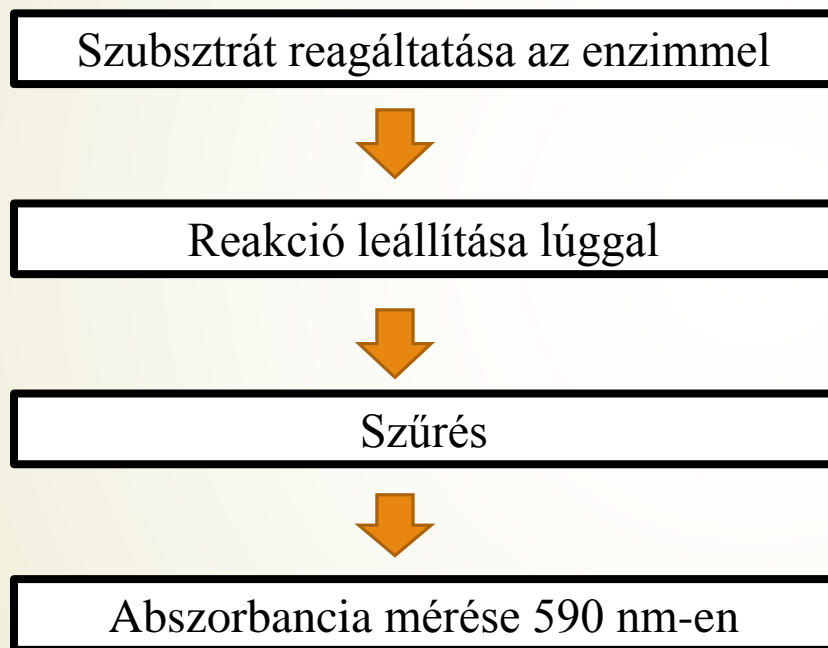 Szubsztrát reagáltatása az enzimmel
Reakció leállítása lúggal
Szűrés
Abszorbancia mérése 590 nm-en